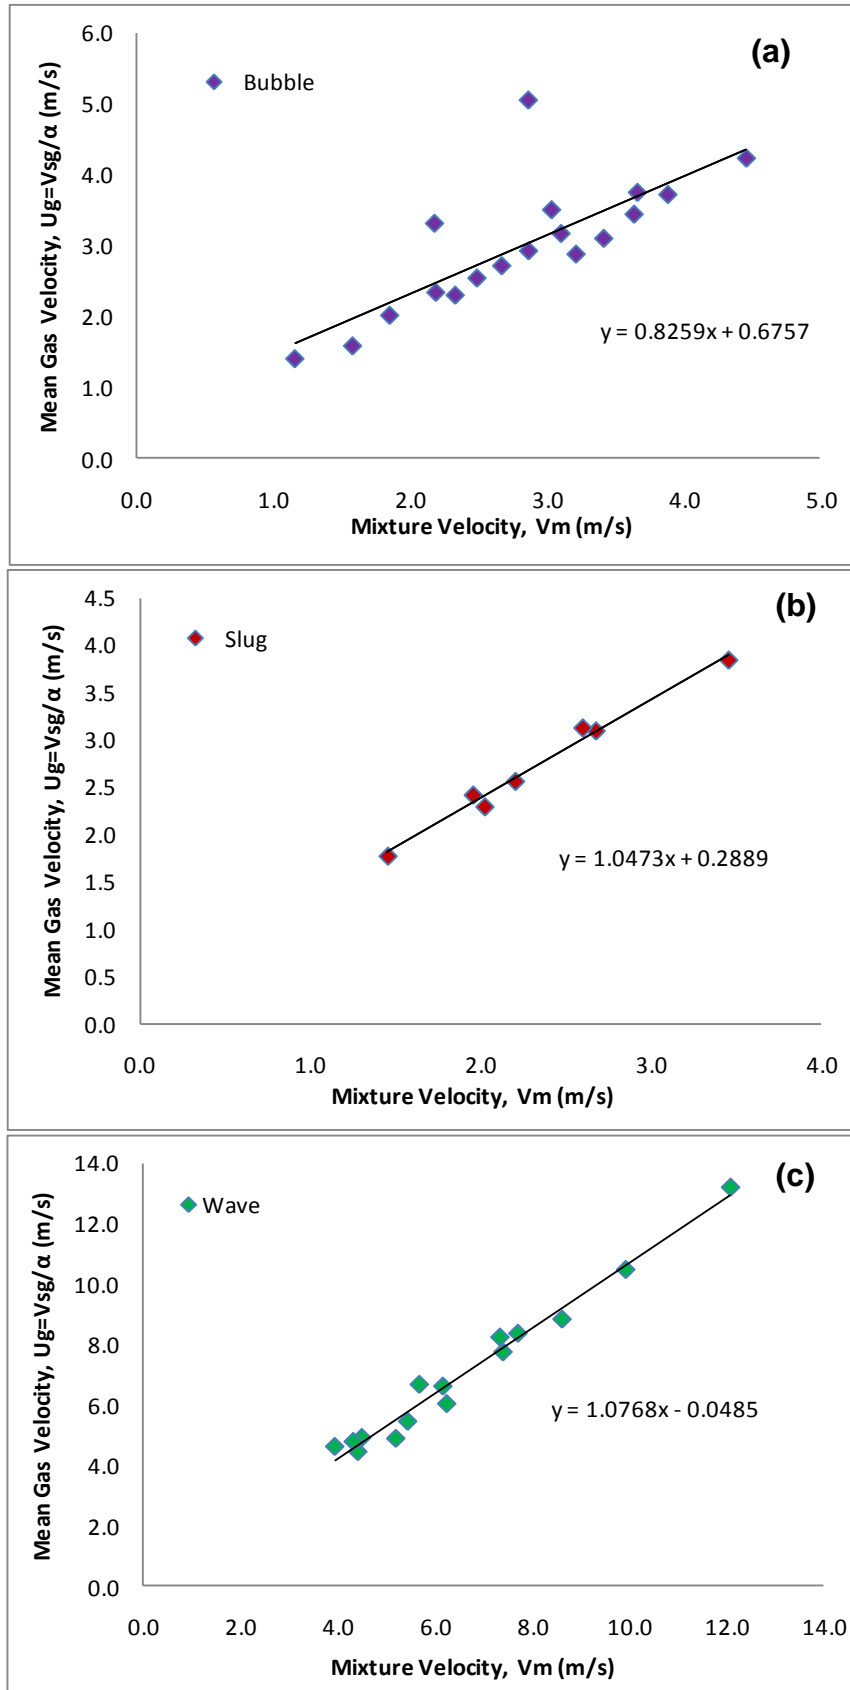 (a)
Bubble
6.0
5.0
4.0
3.0
2.0
1.0
0.0
Mean Gas Velocity, Ug=Vsg/α (m/s)
y = 0.8259x + 0.6757
0.0 1.0 2.0 3.0 4.0 5.0
Mixture Velocity, Vm (m/s)
(b)
Slug
4.5
4.0
3.5
3.0
2.5
2.0
1.5
1.0
0.5
0.0
Mean Gas Velocity, Ug=Vsg/α (m/s)
y = 1.0473x + 0.2889
0.0 1.0 2.0 3.0 4.0
Mixture Velocity, Vm (m/s)
(c)
Wave
14.0
12.0
10.0
8.0
6.0
4.0
2.0
0.0
Mean Gas Velocity, Ug=Vsg/α (m/s)
y = 1.0768x - 0.0485
0.0 2.0 4.0 6.0 8.0 10.0 12.0 14.0
Mixture Velocity, Vm (m/s)